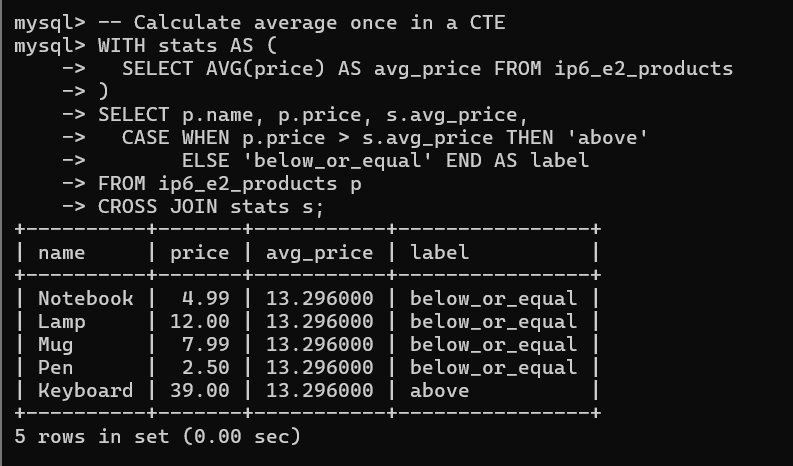 mysql> -- Calculate average once in a CTE
mysql> WITH stats AS (
    ->   SELECT AVG(price) AS avg_price FROM ip6_e2_products
    -> )
    -> SELECT p.name, p.price, s.avg_price,
    ->   CASE WHEN p.price > s.avg_price THEN 'above'
    ->        ELSE 'below_or_equal' END AS label
    -> FROM ip6_e2_products p
    -> CROSS JOIN stats s;
+----------+-------+-----------+----------------+
| name     | price | avg_price | label          |
+----------+-------+-----------+----------------+
| Notebook |  4.99 | 13.296000 | below_or_equal |
| Lamp     | 12.00 | 13.296000 | below_or_equal |
| Mug      |  7.99 | 13.296000 | below_or_equal |
| Pen      |  2.50 | 13.296000 | below_or_equal |
| Keyboard | 39.00 | 13.296000 | above          |
+----------+-------+-----------+----------------+
5 rows in set (0.00 sec)